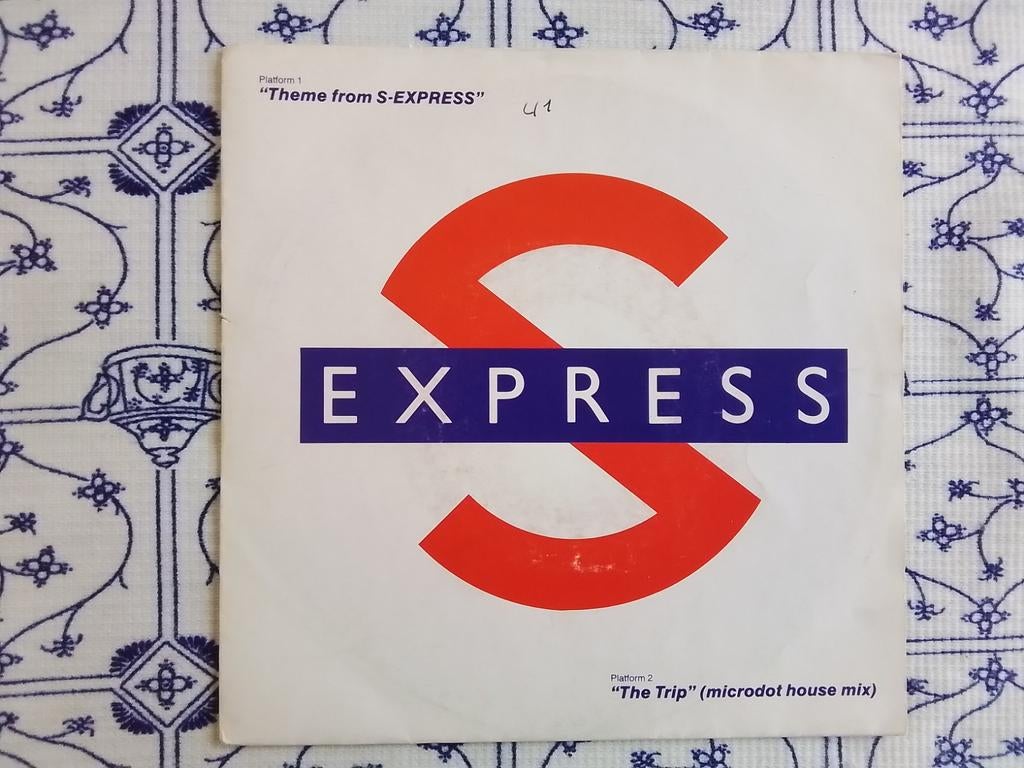 Platform 1
"Theme from S-EXPRESS"
41
S
EXPRESS
Platform 2
"The Trip" (microdot house mix)